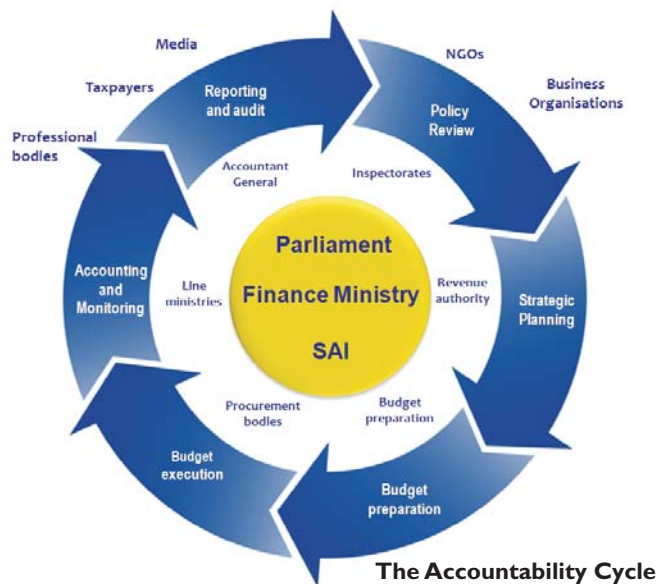 Media
NGOs
Taxpayers
Business
Organisations
Professional
bodies
Reporting
and audit
Policy
Review
Strategic
Planning
Budget
preparation
Budget
execution
Accounting
and
Monitoring
Accountant
General
Inspectorates
Revenue
authority
Budget
preparation
Procurement
bodies
Line
ministries
Parliament
Finance Ministry
SAI
The Accountability Cycle